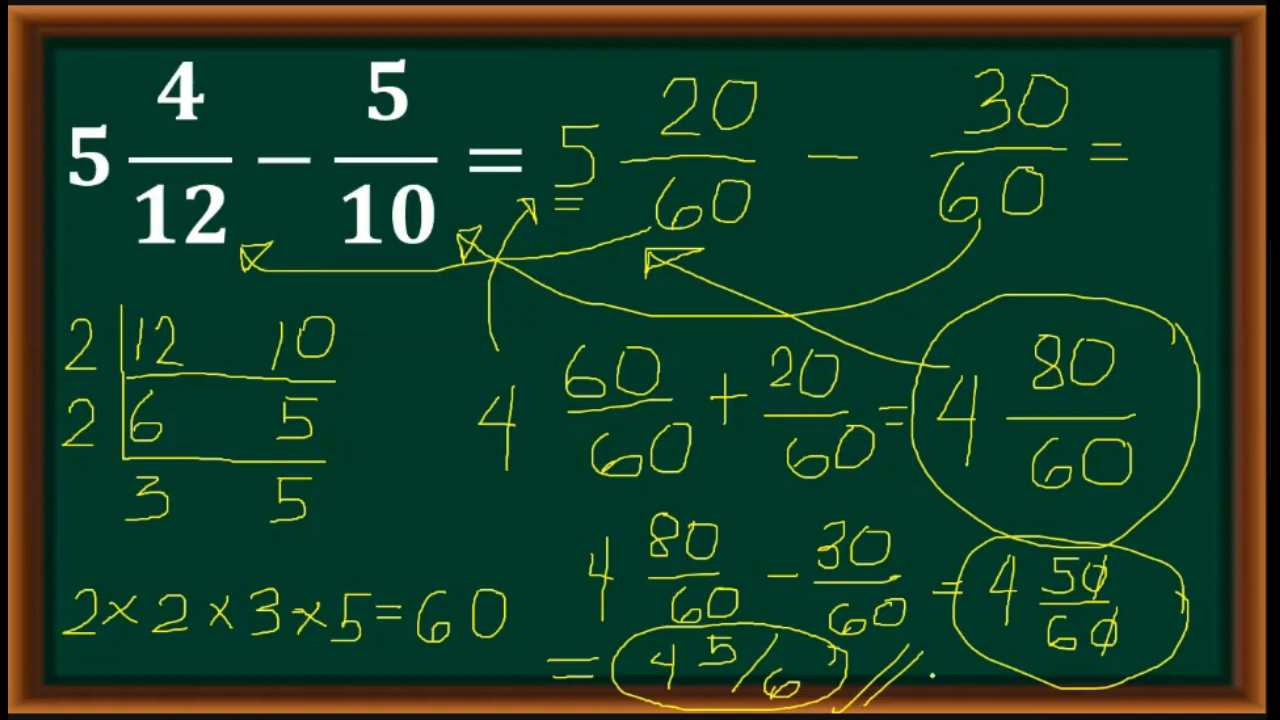 5 4/12 − 5/10 = 5 20/60 − 30/60 =
2 | 12 10
2 | 6 5
3 5
2 × 2 × 3 × 5 = 60
4 60/60 + 20/60 = 4 80/60
4 80/60 − 30/60 = 4 50/60
= 4 5/6 //.